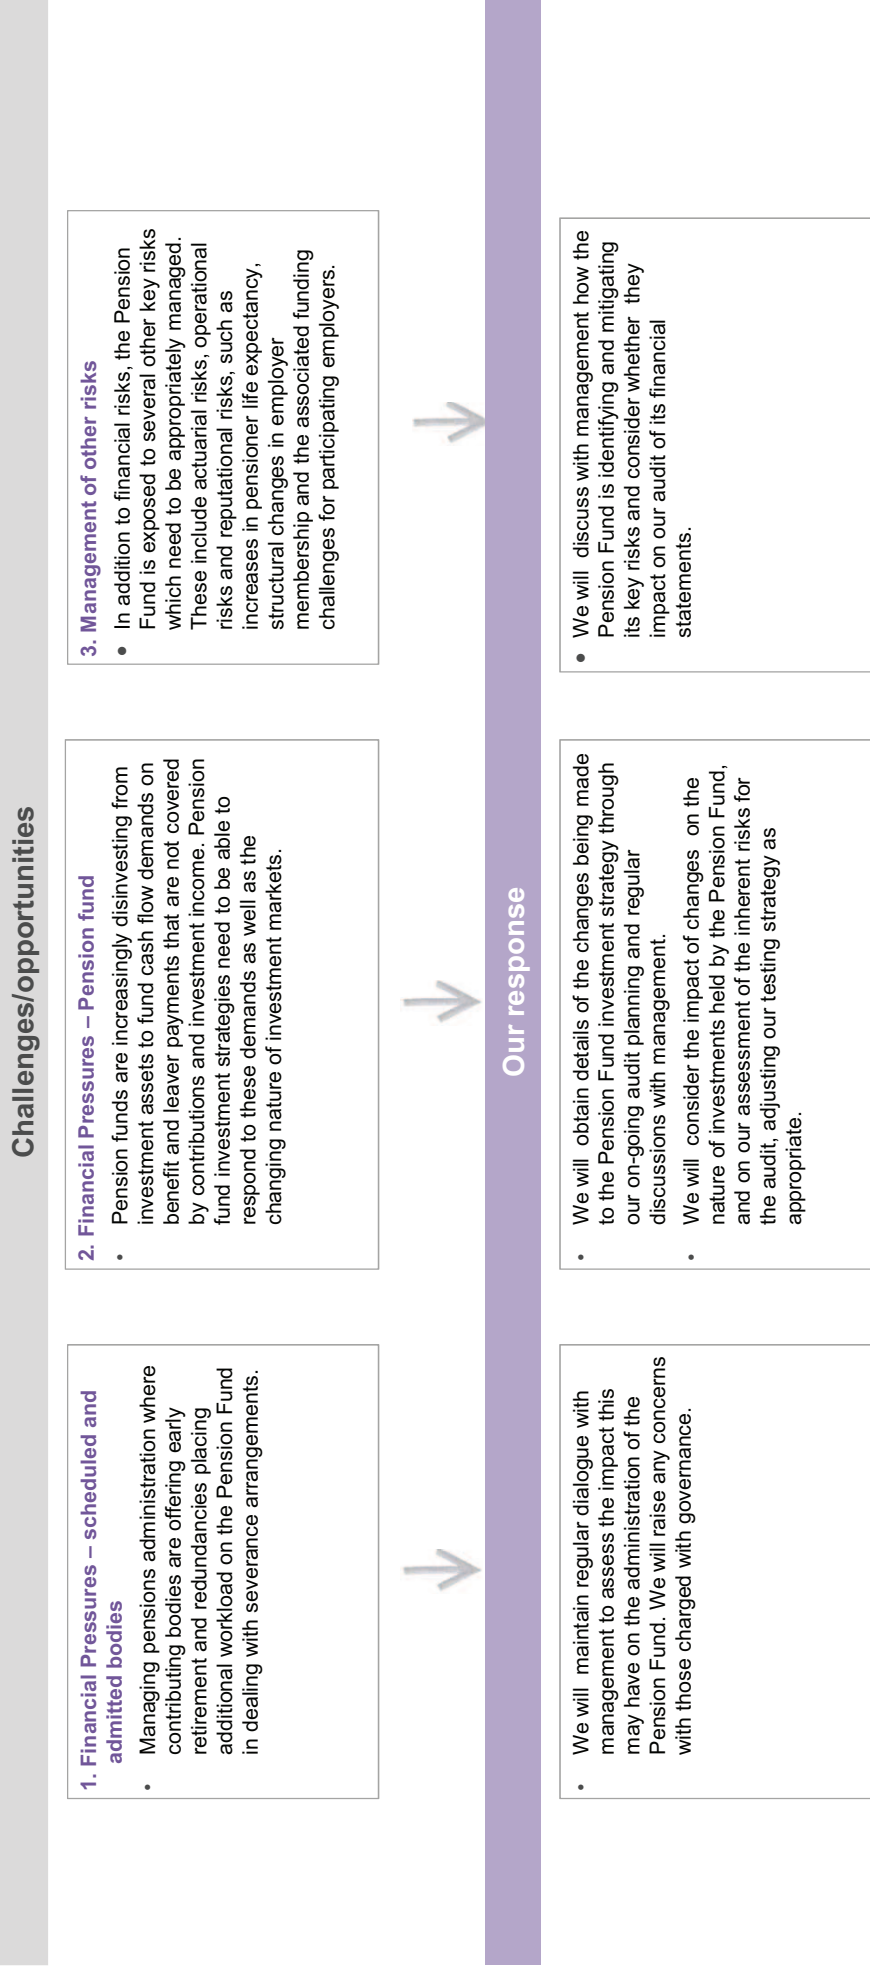 Challenges/opportunities
1. Financial Pressures – scheduled and
admitted bodies
• Managing pensions administration where
contributing bodies are offering early
retirement and redundancies placing
additional workload on the Pension Fund
in dealing with severance arrangements.
2. Financial Pressures – Pension fund
• Pension funds are increasingly disinvesting from
investment assets to fund cash flow demands on
benefit and leaver payments that are not covered
by contributions and investment income. Pension
fund investment strategies need to be able to
respond to these demands as well as the
changing nature of investment markets.
3. Management of other risks
• In addition to financial risks, the Pension
Fund is exposed to several other key risks
which need to be appropriately managed.
These include actuarial risks, operational
risks and reputational risks, such as
increases in pensioner life expectancy,
structural changes in employer
membership and the associated funding
challenges for participating employers.
Our response
• We will maintain regular dialogue with
management to assess the impact this
may have on the administration of the
Pension Fund. We will raise any concerns
with those charged with governance.
• We will obtain details of the changes being made
to the Pension Fund investment strategy through
our on-going audit planning and regular
discussions with management.
• We will consider the impact of changes on the
nature of investments held by the Pension Fund,
and on our assessment of the inherent risks for
the audit, adjusting our testing strategy as
appropriate.
• We will discuss with management how the
Pension Fund is identifying and mitigating
its key risks and consider whether they
impact on our audit of its financial
statements.